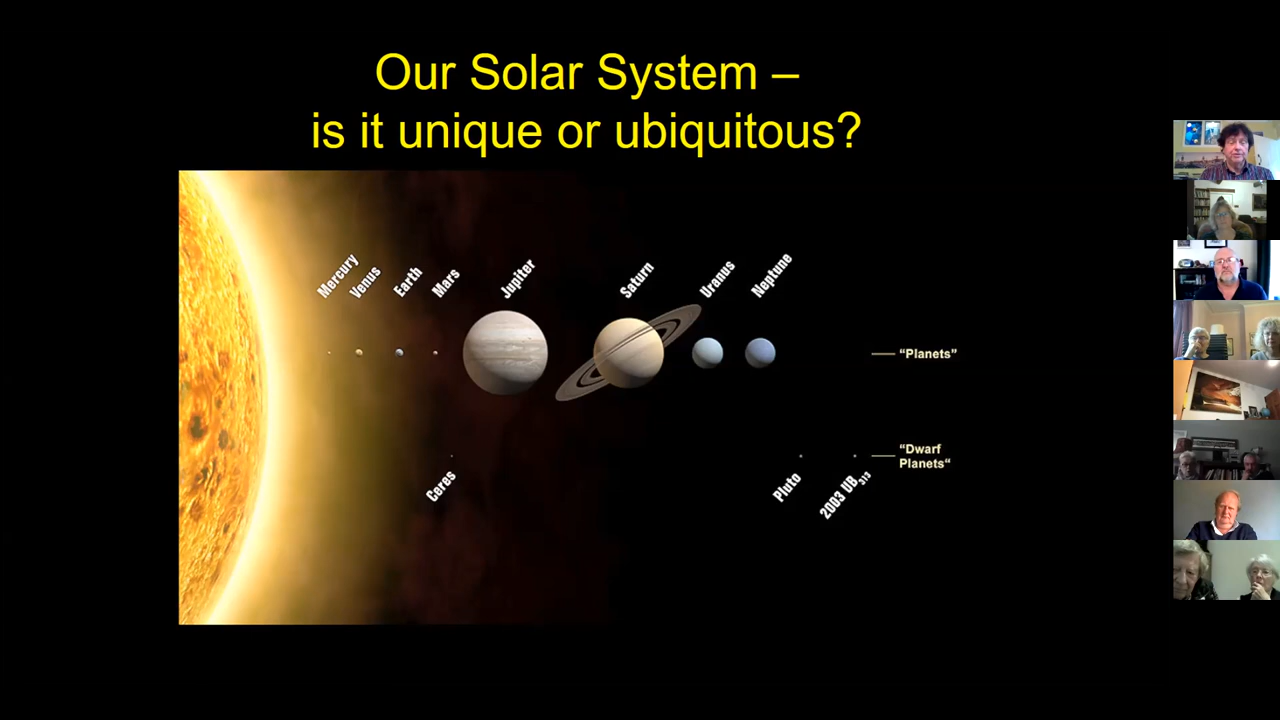 Our Solar System –
is it unique or ubiquitous?
Mercury
Venus
Earth
Mars
Jupiter
Saturn
Uranus
Neptune
“Planets”
Ceres
Pluto
2003 UB313
“Dwarf
Planets“